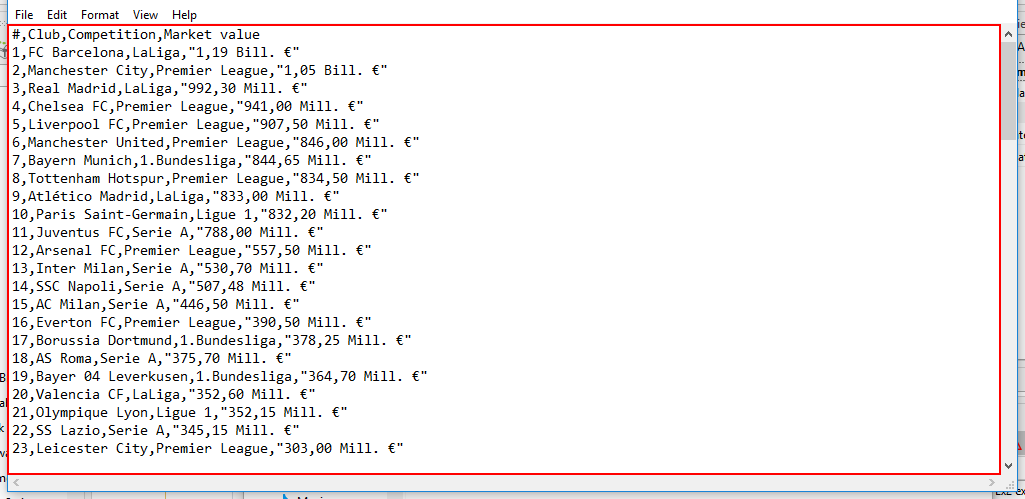 File Edit Format View Help
#,Club,Competition,Market value
1,FC Barcelona,LaLiga,"1,19 Bill. €"
2,Manchester City,Premier League,"1,05 Bill. €"
3,Real Madrid,LaLiga,"992,30 Mill. €"
4,Chelsea FC,Premier League,"941,00 Mill. €"
5,Liverpool FC,Premier League,"907,50 Mill. €"
6,Manchester United,Premier League,"846,00 Mill. €"
7,Bayern Munich,1.Bundesliga,"844,65 Mill. €"
8,Tottenham Hotspur,Premier League,"834,50 Mill. €"
9,Atlético Madrid,LaLiga,"833,00 Mill. €"
10,Paris Saint-Germain,Ligue 1,"832,20 Mill. €"
11,Juventus FC,Serie A,"788,00 Mill. €"
12,Arsenal FC,Premier League,"557,50 Mill. €"
13,Inter Milan,Serie A,"530,70 Mill. €"
14,SSC Napoli,Serie A,"507,48 Mill. €"
15,AC Milan,Serie A,"446,50 Mill. €"
16,Everton FC,Premier League,"390,50 Mill. €"
17,Borussia Dortmund,1.Bundesliga,"378,25 Mill. €"
18,AS Roma,Serie A,"375,70 Mill. €"
19,Bayer 04 Leverkusen,1.Bundesliga,"364,70 Mill. €"
20,Valencia CF,LaLiga,"352,60 Mill. €"
21,Olympique Lyon,Ligue 1,"352,15 Mill. €"
22,SS Lazio,Serie A,"345,15 Mill. €"
23,Leicester City,Premier League,"303,00 Mill. €"